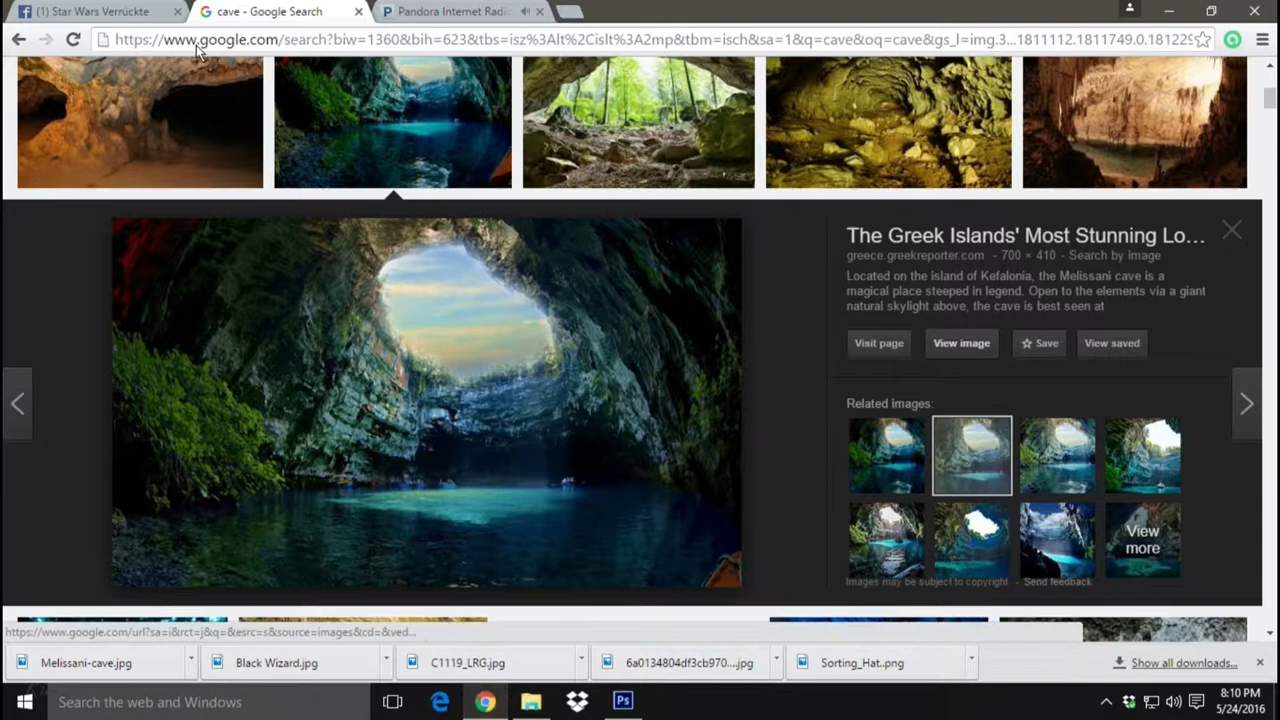 (1) Star Wars Verrückte
cave - Google Search
Pandora Internet Radi
https://www.google.com/search?biw=1360&bih=623&tbs=isz%3Alt%2Cislt%3A2mp&tbm=isch&sa=1&q=cave&oq=cave&gs_l=img.3...1811112.1811749.0.181229
The Greek Islands' Most Stunning Lo...
greece.greekreporter.com - 700 × 410 - Search by image
Located on the island of Kefalonia, the Melissani cave is a
magical place steeped in legend. Open to the elements via a giant
natural skylight above, the cave is best seen at
Visit page
View image
Save
View saved
Related images:
View
more
Images may be subject to copyright - Send feedback
https://www.google.com/url?sa=i&rct=j&q=&esrc=s&source=images&cd=&ved...
Melissani-cave.jpg
Black Wizard.jpg
C1119_LRG.jpg
6a0134804df3cb970....jpg
Sorting_Hat..png
Show all downloads...
Search the web and Windows
Ps
8:10 PM
5/24/2016